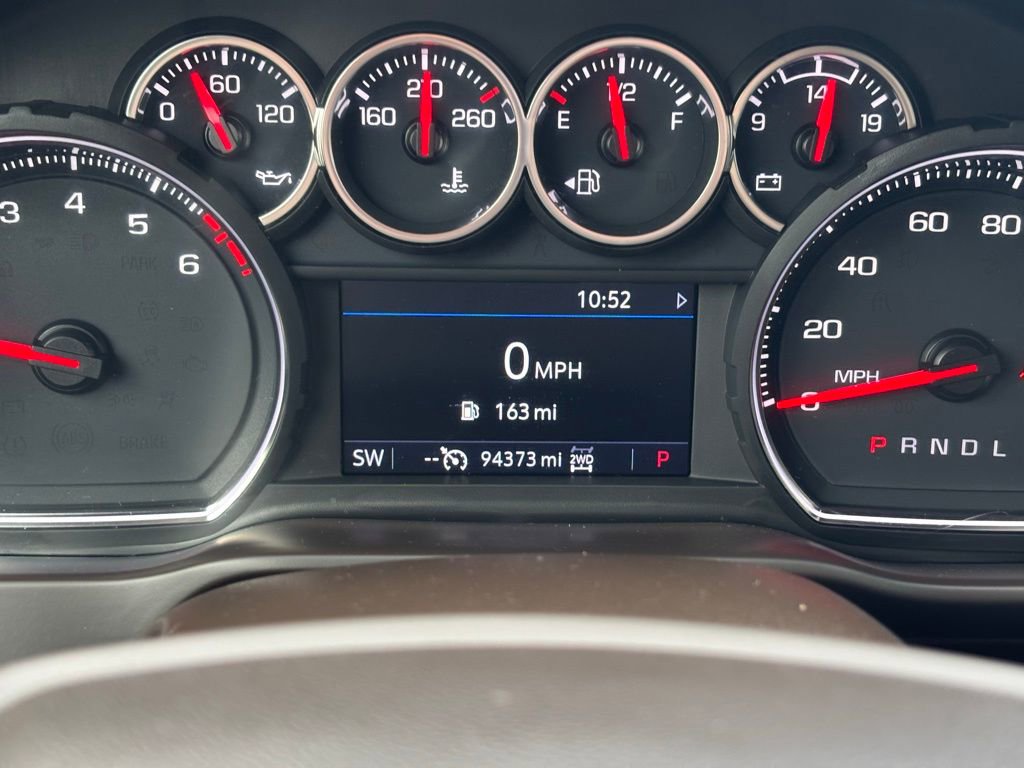 0 60 120
160 210 260
E 1/2 F
9 14 19
3 4 5 6
PARK
BRAKE
ABS
10:52
0 MPH
163 mi
SW -- 94373 mi 2WD P
0 20 40 60 80
MPH
P R N D L